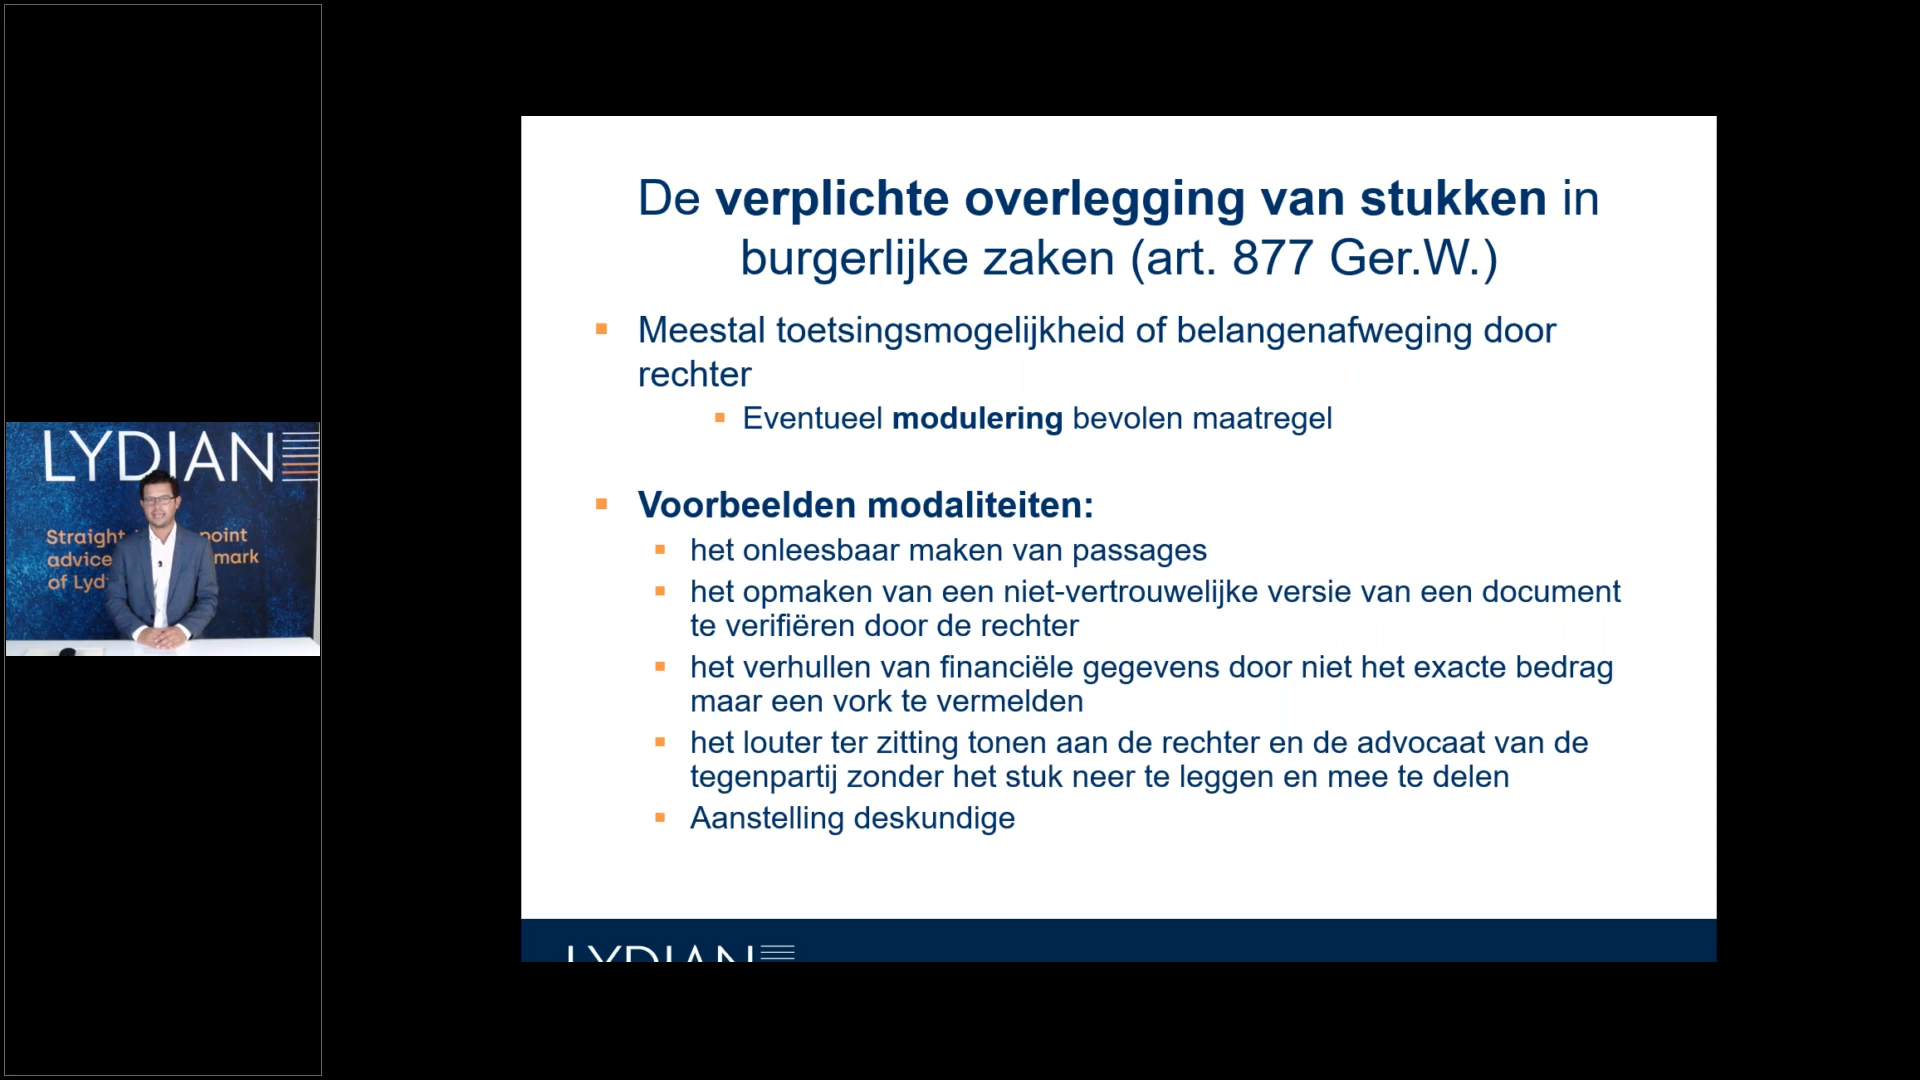 LYDIAN
Straight point
advice mark
of Lyd
De verplichte overlegging van stukken in
burgerlijke zaken (art. 877 Ger.W.)
Meestal toetsingsmogelijkheid of belangenafweging door
rechter
Eventueel modulering bevolen maatregel
Voorbeelden modaliteiten:
het onleesbaar maken van passages
het opmaken van een niet-vertrouwelijke versie van een document
te verifiëren door de rechter
het verhullen van financiële gegevens door niet het exacte bedrag
maar een vork te vermelden
het louter ter zitting tonen aan de rechter en de advocaat van de
tegenpartij zonder het stuk neer te leggen en mee te delen
Aanstelling deskundige
LYDIAN